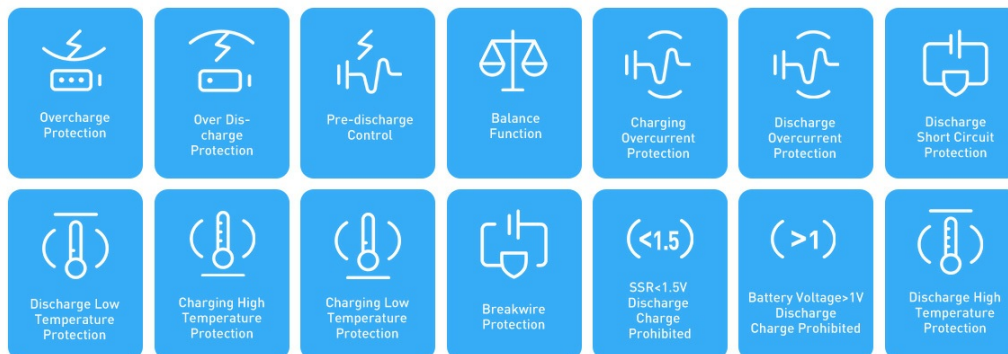 Overcharge
Protection
Over Dis-
charge
Protection
Pre-discharge
Control
Balance
Function
Charging
Overcurrent
Protection
Discharge
Overcurrent
Protection
Discharge
Short Circuit
Protection
Discharge Low
Temperature
Protection
Charging High
Temperature
Protection
Charging Low
Temperature
Protection
Breakwire
Protection
(<1.5)
SSR<1.5V
Discharge
Charge
Prohibited
(>1)
Battery Voltage>1V
Discharge
Charge Prohibited
Discharge High
Temperature
Protection